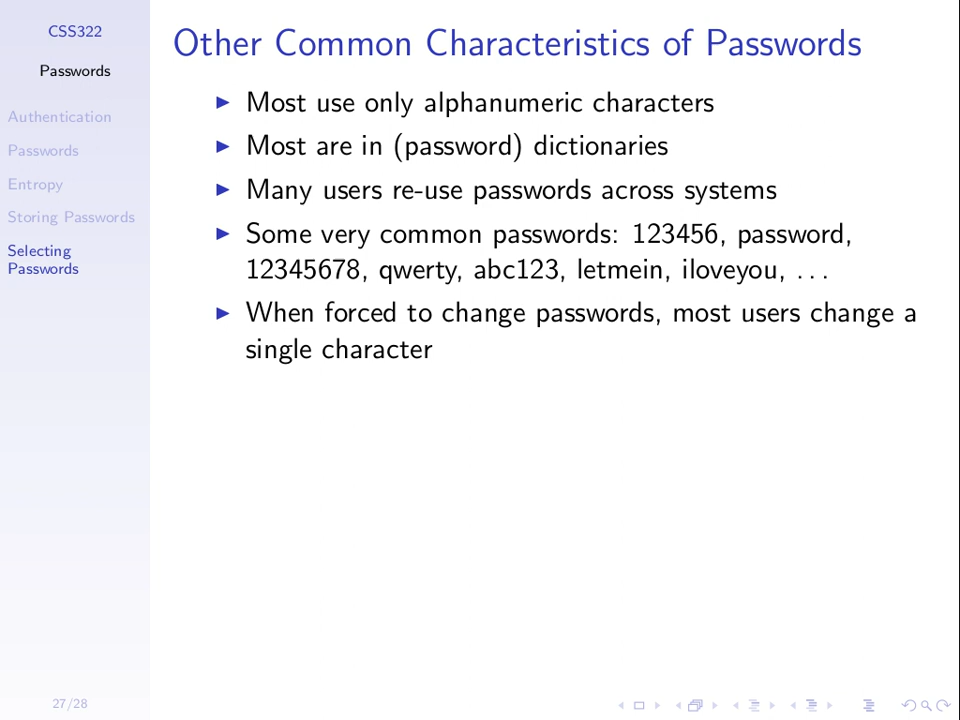 CSS322
Passwords
Authentication
Passwords
Entropy
Storing Passwords
Selecting
Passwords
27/28
Other Common Characteristics of Passwords
Most use only alphanumeric characters
Most are in (password) dictionaries
Many users re-use passwords across systems
Some very common passwords: 123456, password,
12345678, qwerty, abc123, letmein, iloveyou, ...
When forced to change passwords, most users change a
single character